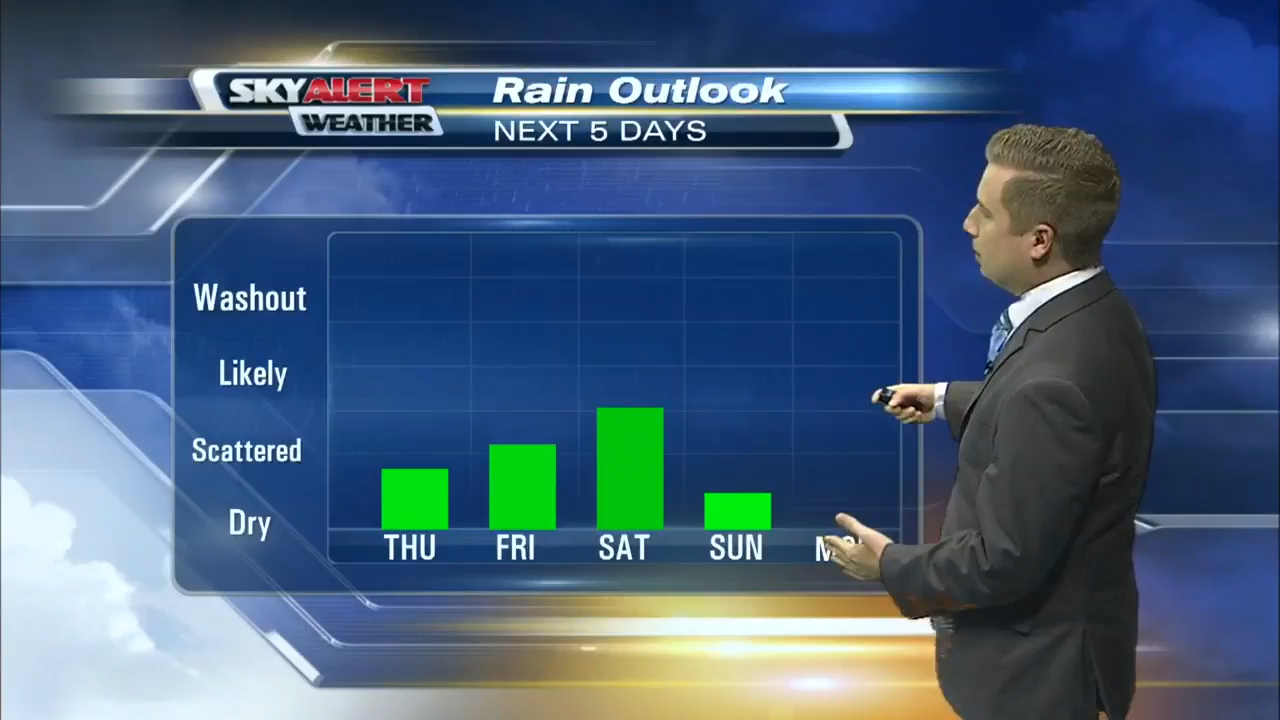 SKYALERT
WEATHER
Rain Outlook
NEXT 5 DAYS
Washout
Likely
Scattered
Dry
THU FRI SAT SUN